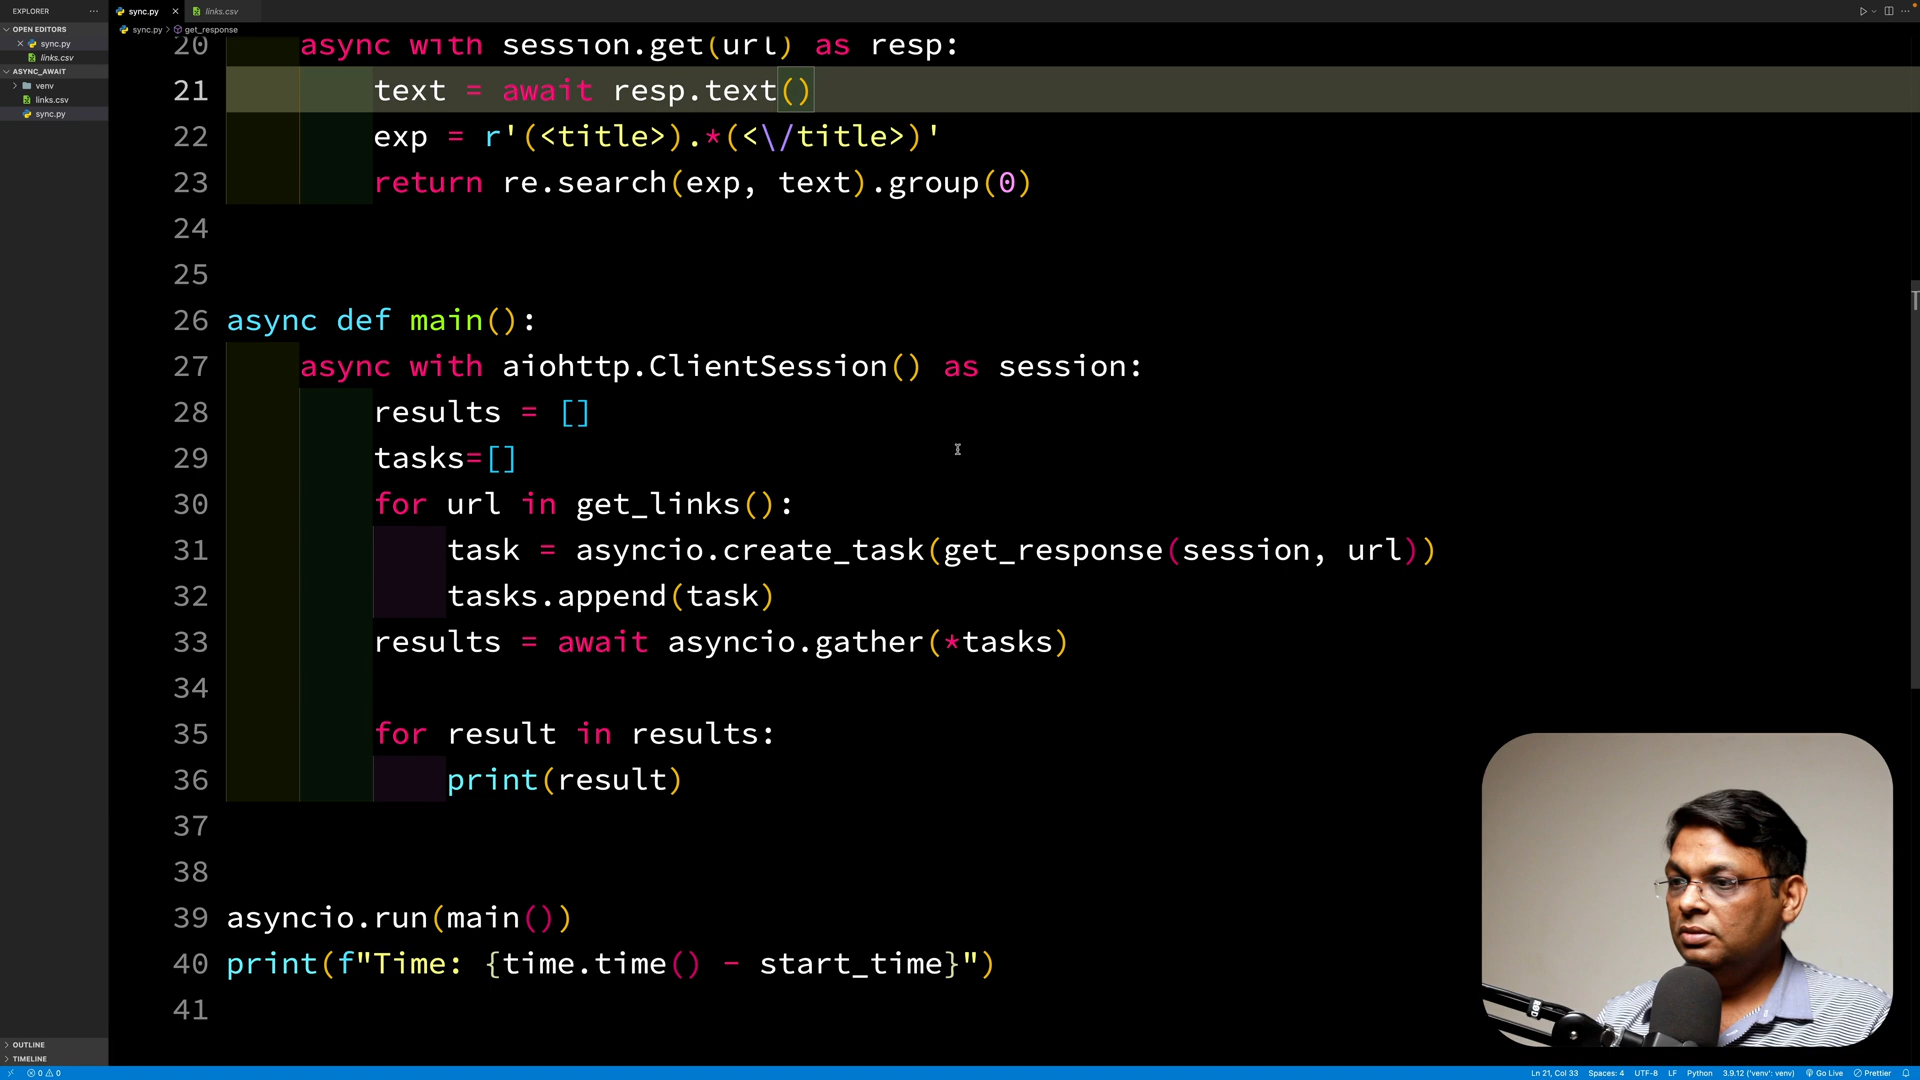 EXPLORER
OPEN EDITORS
sync.py
links.csv
ASYNC_AWAIT
venv
links.csv
sync.py
sync.py links.csv
sync.py get_response
20 async with session.get(url) as resp:
21 text = await resp.text()
22 exp = r'(<title>).*(<\/title>)'
23 return re.search(exp, text).group(0)
24
25
26 async def main():
27 async with aiohttp.ClientSession() as session:
28 results = []
29 tasks=[]
30 for url in get_links():
31 task = asyncio.create_task(get_response(session, url))
32 tasks.append(task)
33 results = await asyncio.gather(*tasks)
34
35 for result in results:
36 print(result)
37
38
39 asyncio.run(main())
40 print(f"Time: {time.time() - start_time}")
41
OUTLINE
TIMELINE
0 0 Ln 21, Col 33 Spaces: 4 UTF-8 LF Python 3.9.12 ('venv': venv) Go Live Prettier